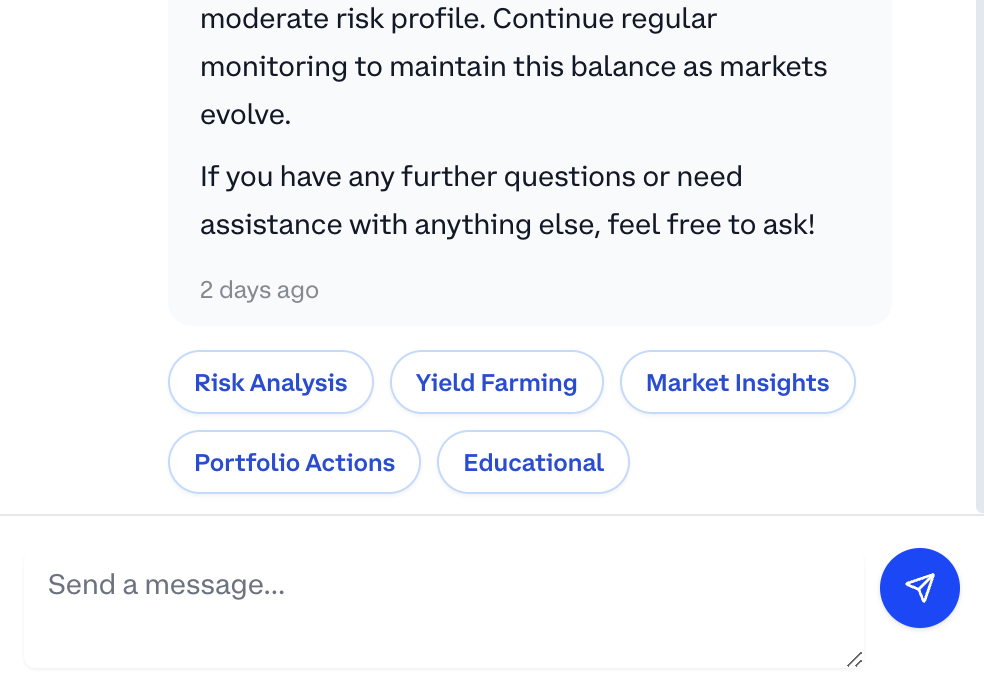 moderate risk profile. Continue regular
monitoring to maintain this balance as markets
evolve.
If you have any further questions or need
assistance with anything else, feel free to ask!
2 days ago
Risk Analysis
Yield Farming
Market Insights
Portfolio Actions
Educational
Send a message...